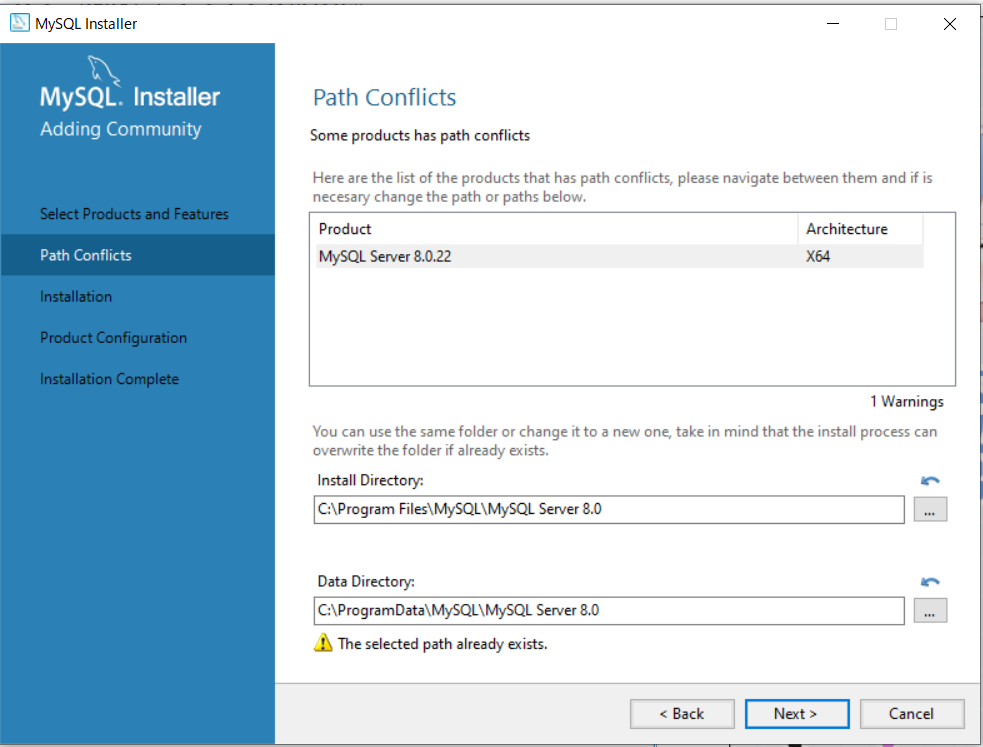 MySQL Installer
MySQL. Installer
Adding Community
Select Products and Features
Path Conflicts
Installation
Product Configuration
Installation Complete
Path Conflicts
Some products has path conflicts
Here are the list of the products that has path conflicts, please navigate between them and if is
necesary change the path or paths below.
Product Architecture
MySQL Server 8.0.22 X64
1 Warnings
You can use the same folder or change it to a new one, take in mind that the install process can
overwrite the folder if already exists.
Install Directory:
C:\Program Files\MySQL\MySQL Server 8.0
...
Data Directory:
C:\ProgramData\MySQL\MySQL Server 8.0
...
The selected path already exists.
< Back Next > Cancel